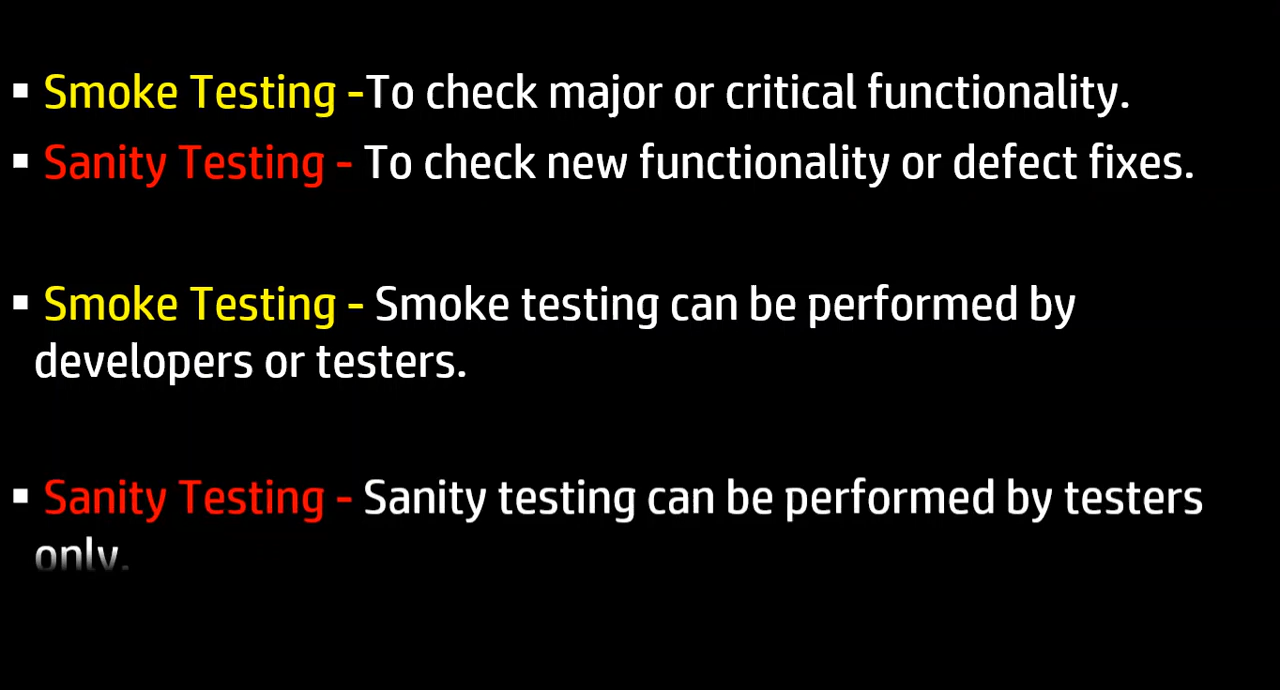 ▪ Smoke Testing -To check major or critical functionality.
▪ Sanity Testing - To check new functionality or defect fixes.
▪ Smoke Testing - Smoke testing can be performed by
developers or testers.
▪ Sanity Testing - Sanity testing can be performed by testers
only.